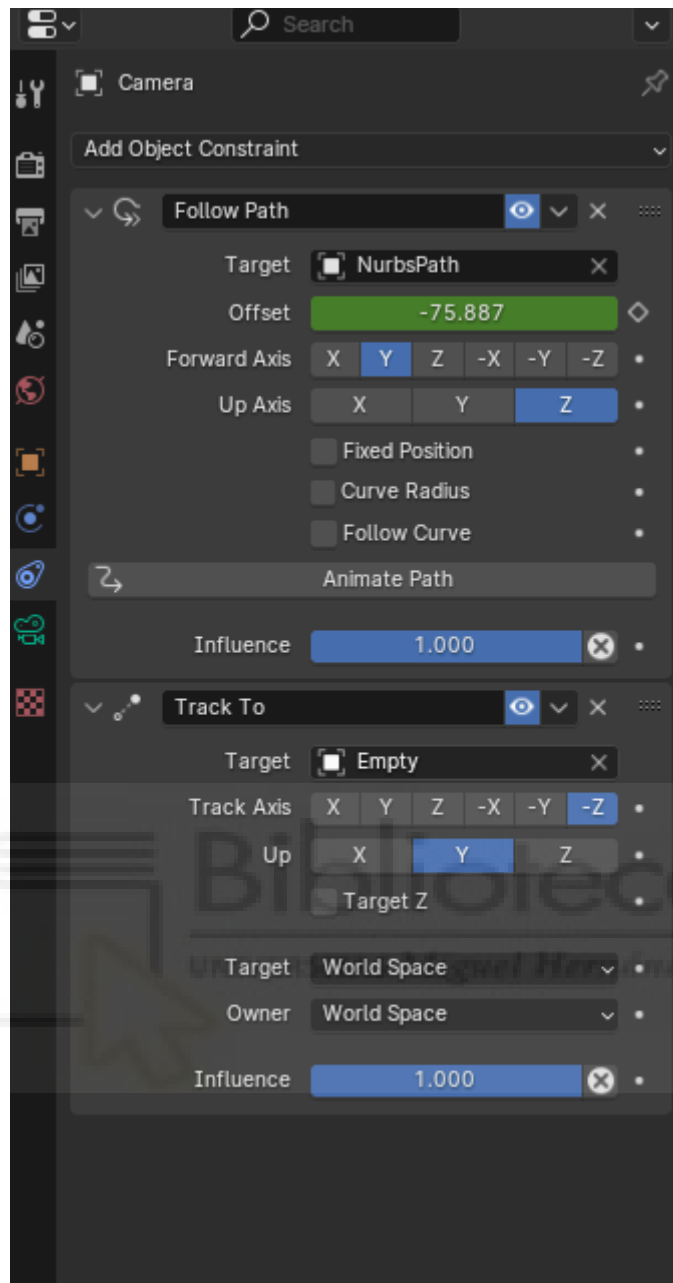 Search
Camera
Add Object Constraint
Follow Path
Target NurbsPath
Offset -75.887
Forward Axis X Y Z -X -Y -Z
Up Axis X Y Z
Fixed Position
Curve Radius
Follow Curve
Animate Path
Influence 1.000
Track To
Target Empty
Track Axis X Y Z -X -Y -Z
Up X Y Z
Target Z
Target World Space
Owner World Space
Influence 1.000